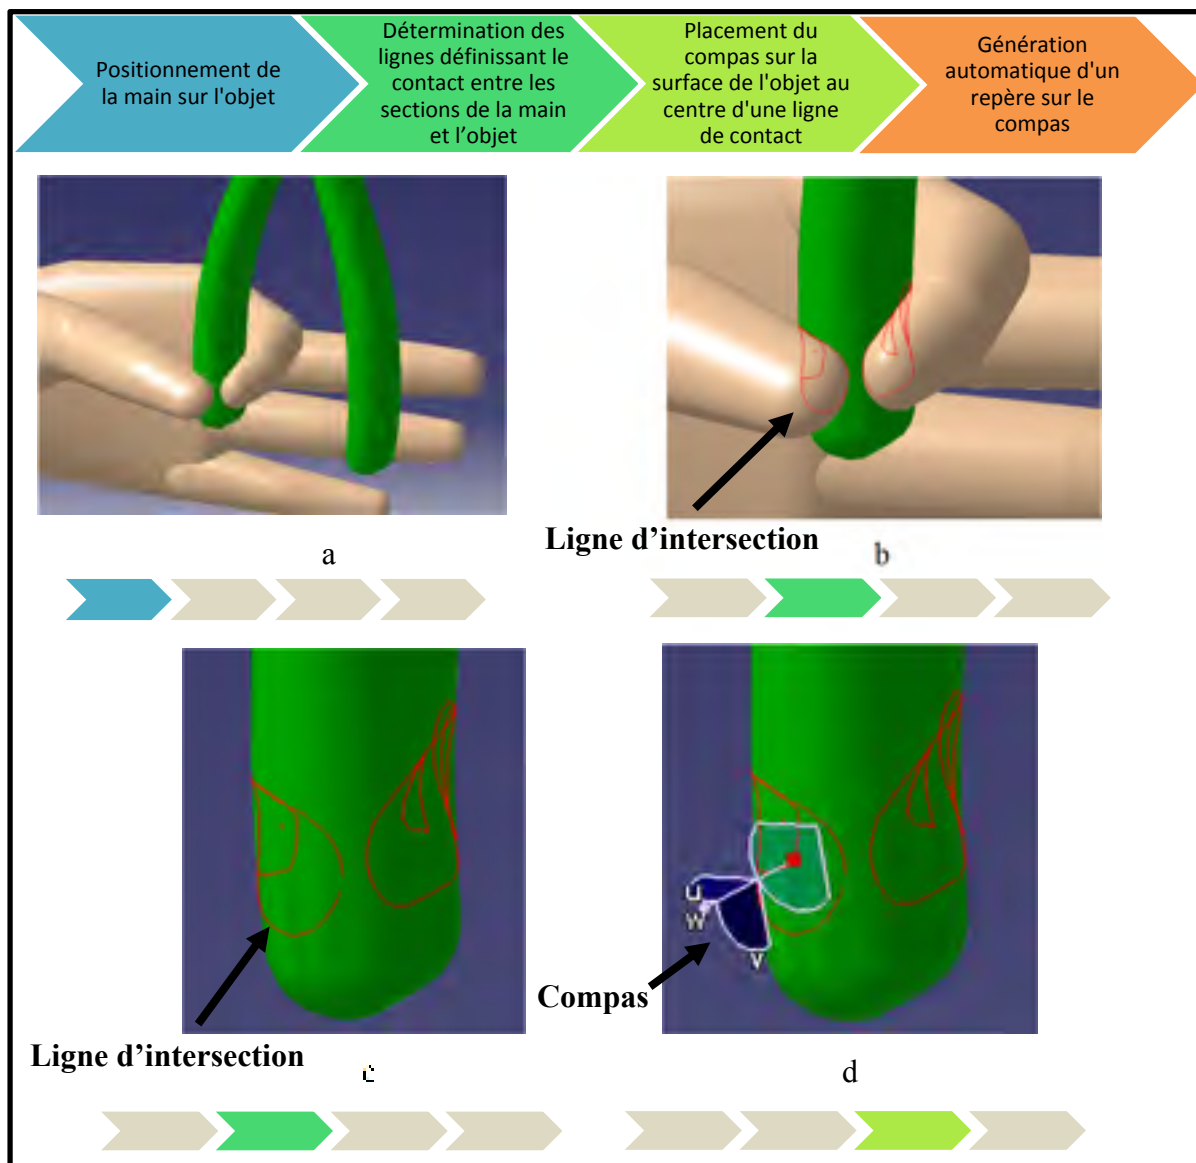 Positionnement de
la main sur l'objet
Détermination des
lignes définissant le
contact entre les
sections de la main
et l’objet
Placement du
compas sur la
surface de l'objet au
centre d'une ligne
de contact
Génération
automatique d'un
repère sur le
compas
Ligne d’intersection
a
b
U
W
V
Compas
Ligne d’intersection
c
d